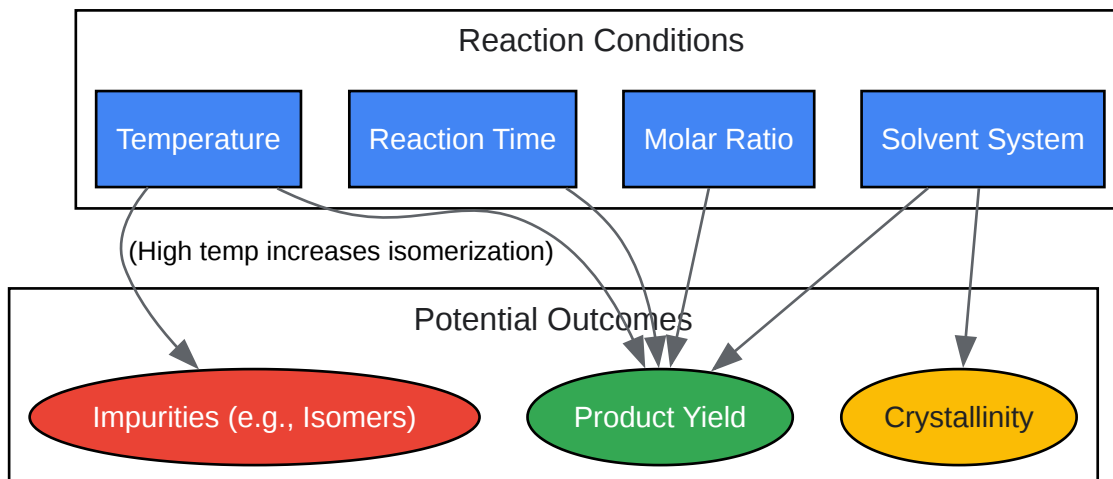 Reaction Conditions
Temperature
Reaction Time
Molar Ratio
Solvent System
(High temp increases isomerization)
Potential Outcomes
Impurities (e.g., Isomers)
Product Yield
Crystallinity